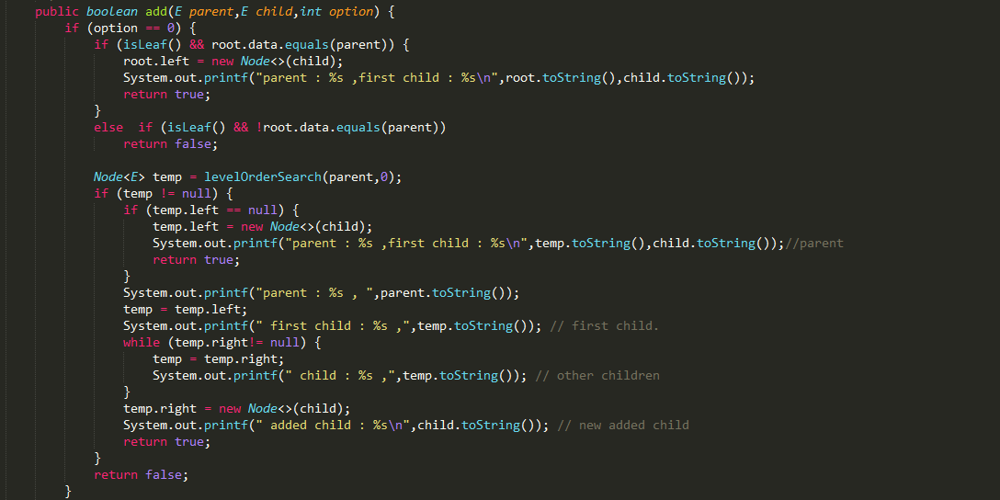 public boolean add(E parent,E child,int option) {
if (option == 0) {
if (isLeaf() && root.data.equals(parent)) {
root.left = new Node<>(child);
System.out.printf("parent : %s ,first child : %s\n",root.toString(),child.toString());
return true;
}
else  if (isLeaf() && !root.data.equals(parent))
return false;
Node<E> temp = levelOrderSearch(parent,0);
if (temp != null) {
if (temp.left == null) {
temp.left = new Node<>(child);
System.out.printf("parent : %s ,first child : %s\n",temp.toString(),child.toString());//parent
return true;
}
System.out.printf("parent : %s , ",parent.toString());
temp = temp.left;
System.out.printf(" first child : %s ,",temp.toString()); // first child.
while (temp.right!= null) {
temp = temp.right;
System.out.printf(" child : %s ,",temp.toString()); // other children
}
temp.right = new Node<>(child);
System.out.printf(" added child : %s\n",child.toString()); // new added child
return true;
}
return false;
}